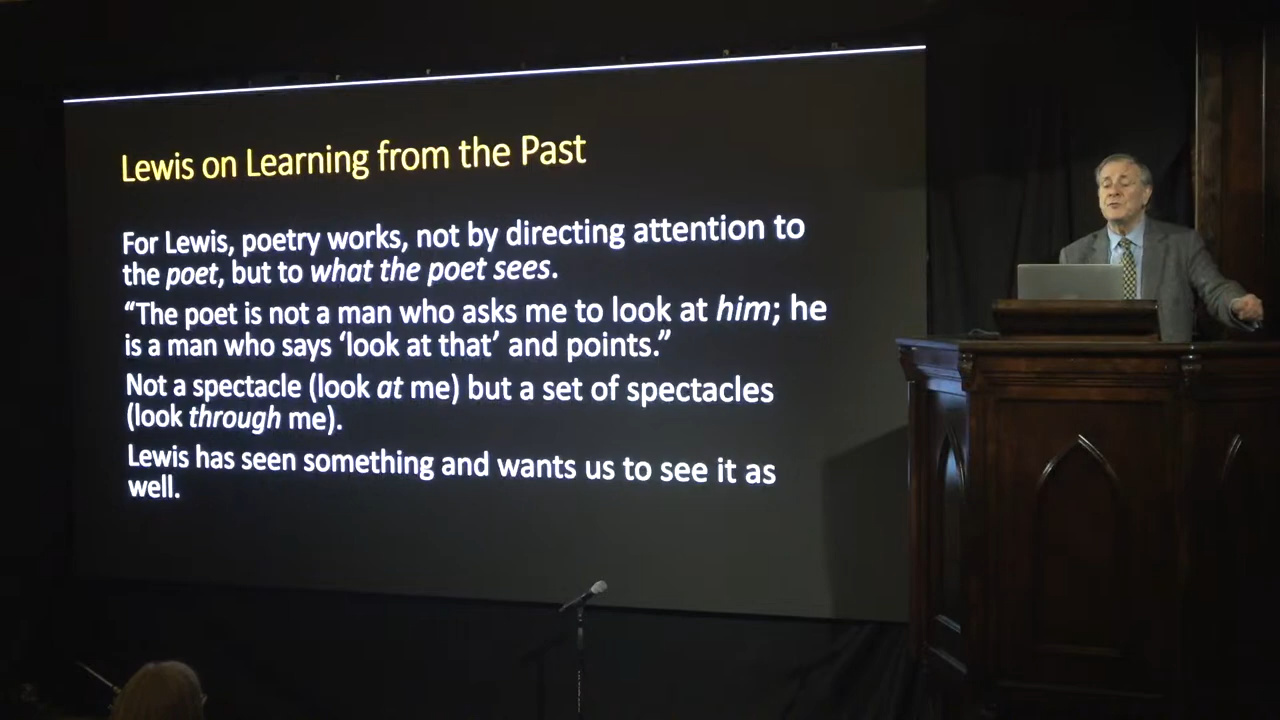 Lewis on Learning from the Past
For Lewis, poetry works, not by directing attention to
the poet, but to what the poet sees.
“The poet is not a man who asks me to look at him; he
is a man who says ‘look at that’ and points.”
Not a spectacle (look at me) but a set of spectacles
(look through me).
Lewis has seen something and wants us to see it as
well.